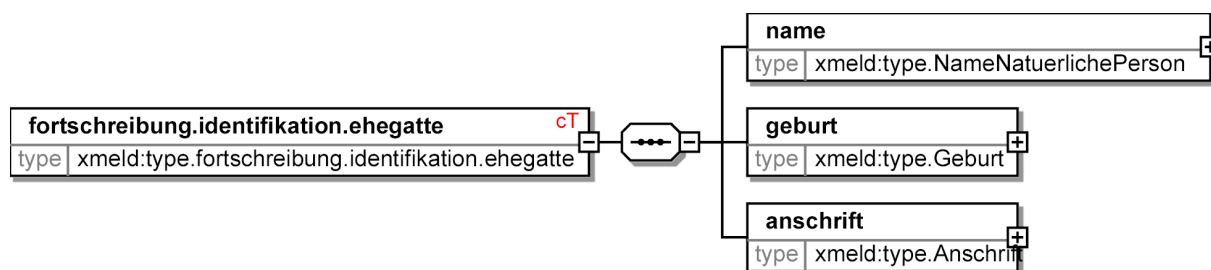 name
type xmeld:type.NameNatuerlichePerson
fortschreibung.identifikation.ehegatte cT
type xmeld:type.fortschreibung.identifikation.ehegatte
geburt
type xmeld:type.Geburt
anschrift
type xmeld:type.Anschrift